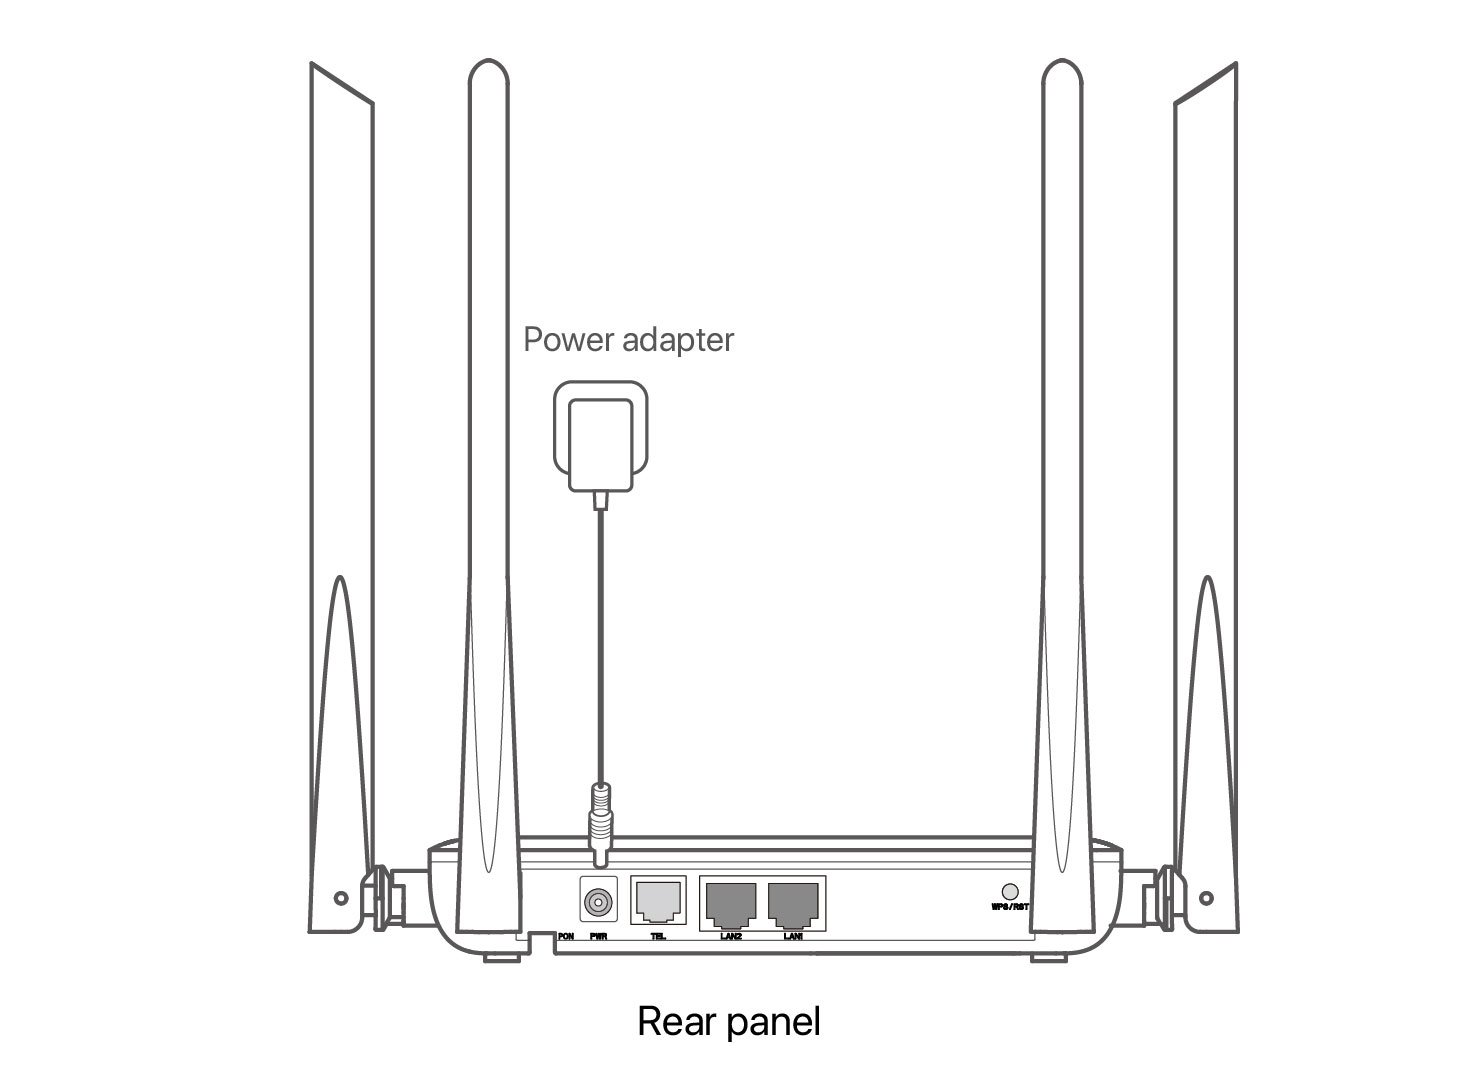 Power adapter
WPS/RST
PON PWR TEL LAN2 LAN1
Rear panel